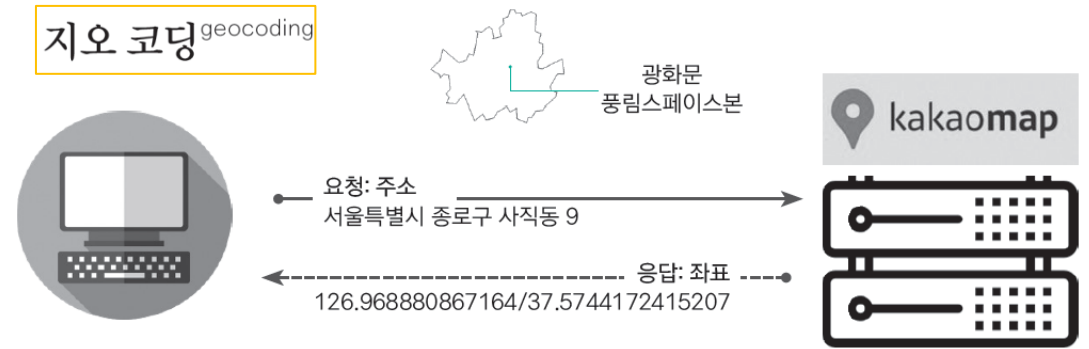 지오 코딩geocoding
광화문
풍림스페이스본
kakaomap
요청: 주소
서울특별시 종로구 사직동 9
응답: 좌표
126.968880867164/37.5744172415207